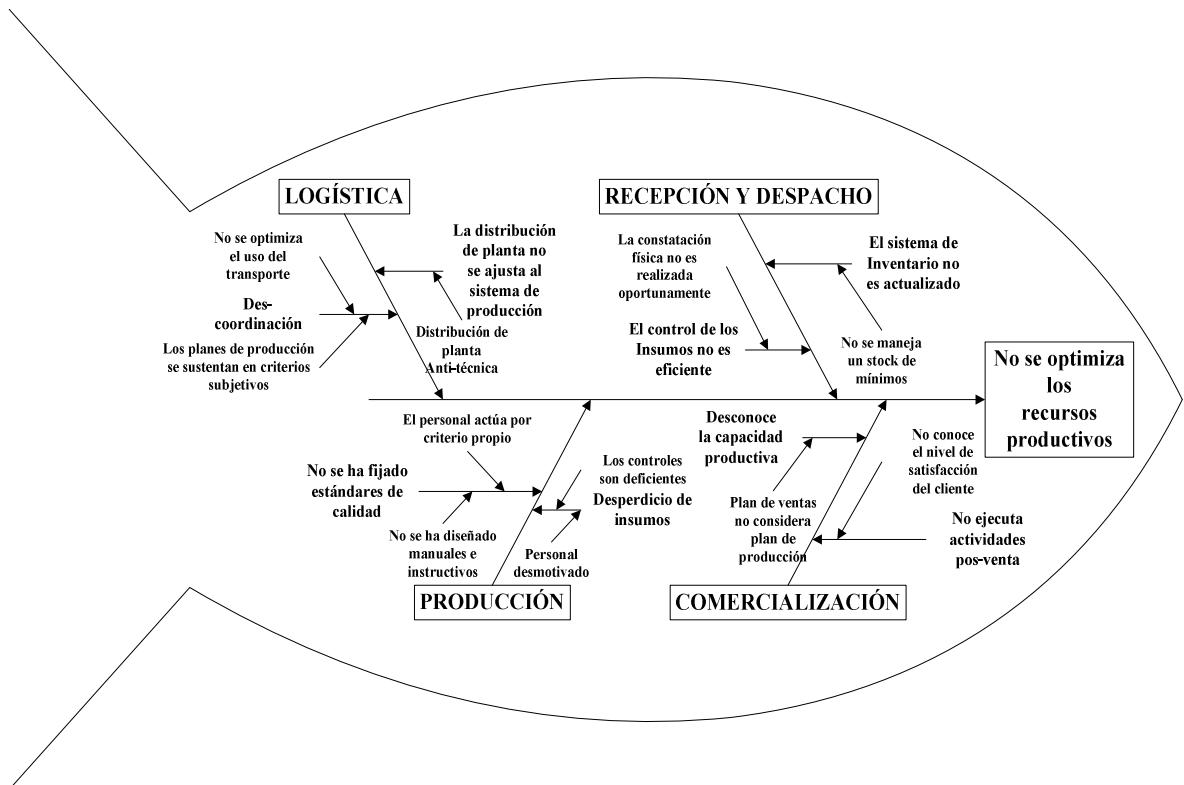 LOGÍSTICA
RECEPCIÓN Y DESPACHO
No se optimiza
el uso del
transporte
La distribución
de planta no
se ajusta al
sistema de
producción
Des-
coordinación
Los planes de producción
se sustentan en criterios
subjetivos
Distribución de
planta
Anti-técnica
La constatación
física no es
realizada
oportunamente
El sistema de
Inventario no
es actualizado
El control de los
Insumos no es
eficiente
No se maneja
un stock de
mínimos
No se optimiza
los
recursos
productivos
El personal actúa por
criterio propio
No se ha fijado
estándares de
calidad
Los controles
son deficientes
Desperdicio de
insumos
No se ha diseñado
manuales e
instructivos
Personal
desmotivado
Desconoce
la capacidad
productiva
No conoce
el nivel de
satisfacción
del cliente
Plan de ventas
no considera
plan de
producción
No ejecuta
actividades
pos-venta
PRODUCCIÓN
COMERCIALIZACIÓN